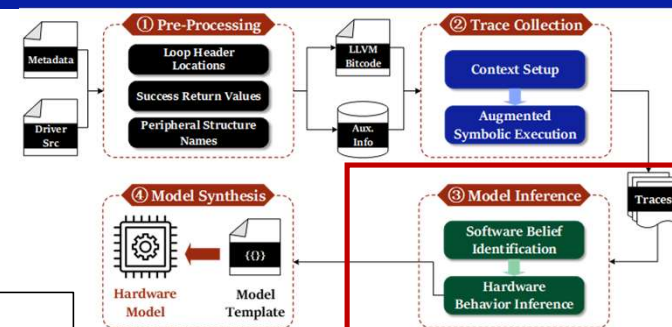 ① Pre-Processing
Metadata
Driver
Src
Loop Header
Locations
Success Return Values
Peripheral Structure
Names
LLVM
Bitcode
Aux.
Info
② Trace Collection
Context Setup
Augmented
Symbolic Execution
Traces
③ Model Inference
Software Belief
Identification
Hardware
Behavior Inference
④ Model Synthesis
{{}}
Hardware
Model
Model
Template